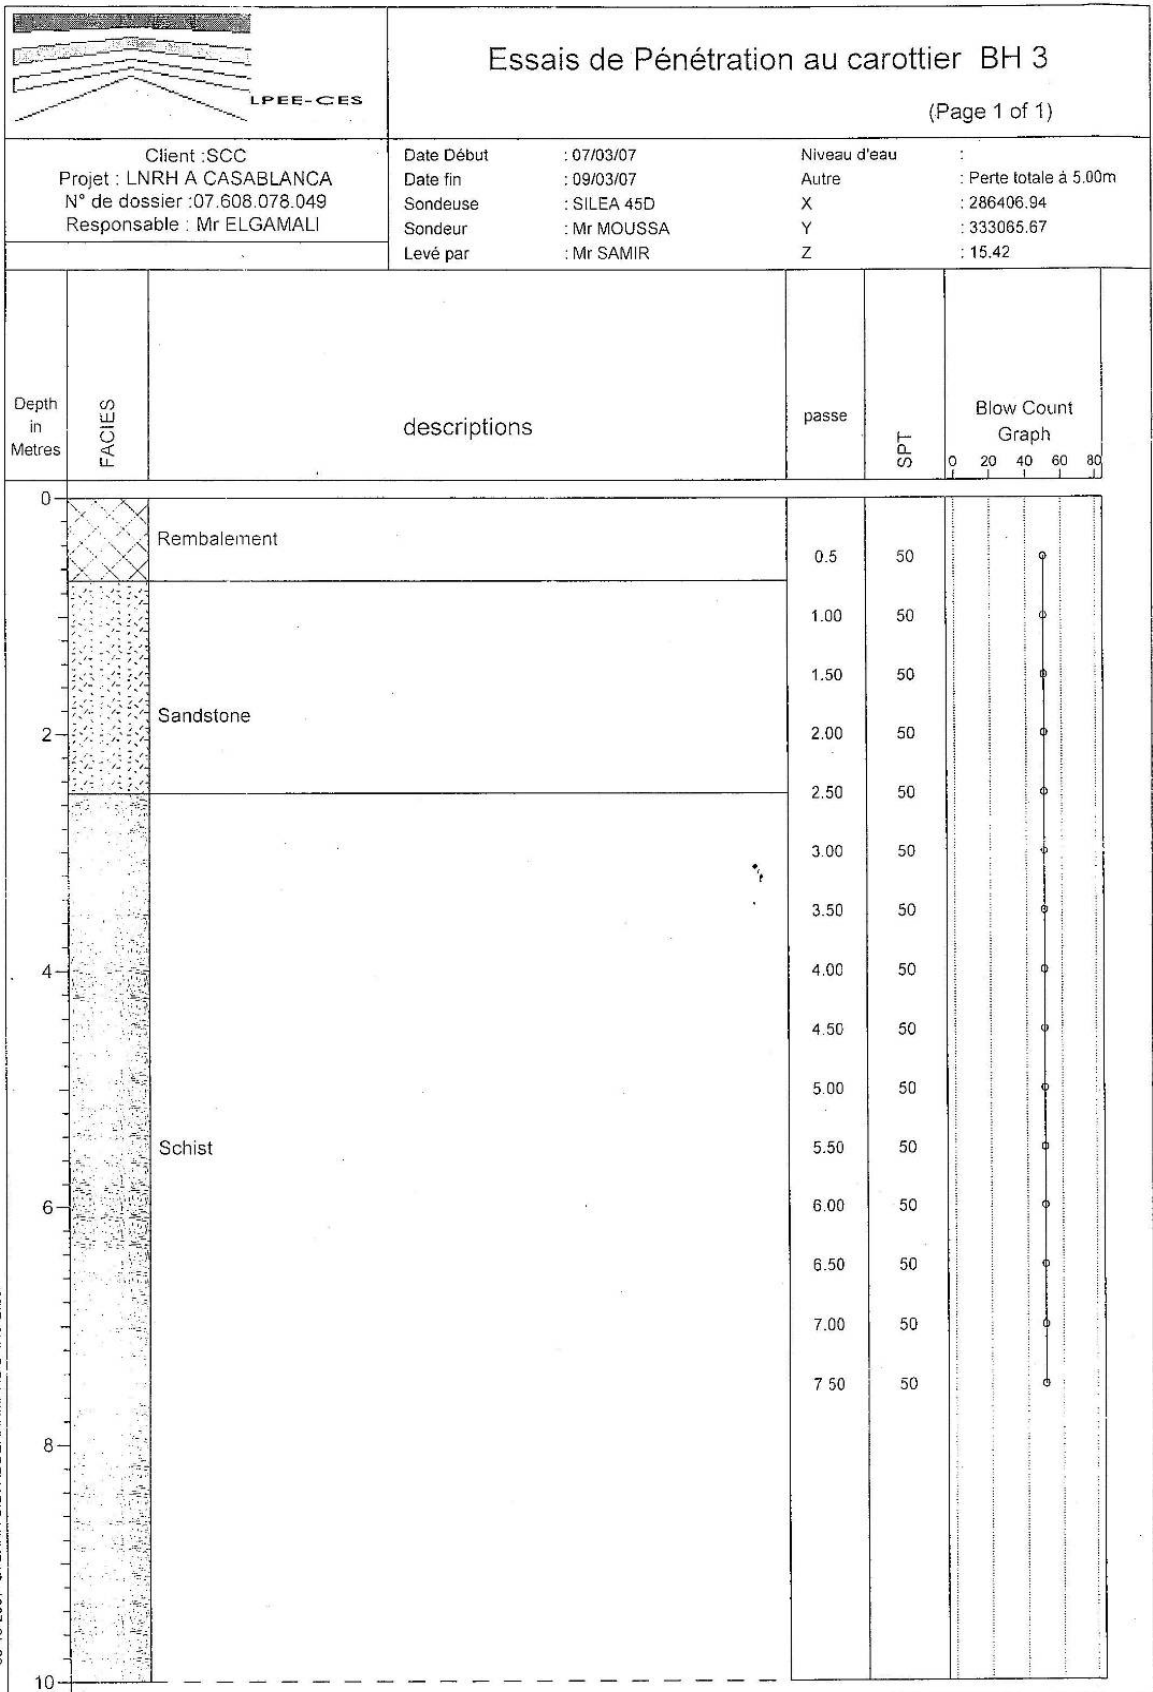 LPEE-CES
Essais de Pénétration au carottier BH 3
(Page 1 of 1)
Client :SCC
Projet : LNRH A CASABLANCA
N° de dossier :07.608.078.049
Responsable : Mr ELGAMALI
Date Début : 07/03/07
Date fin : 09/03/07
Sondeuse : SILEA 45D
Sondeur : Mr MOUSSA
Levé par : Mr SAMIR
Niveau d'eau :
Autre : Perte totale à 5.00m
X : 286406.94
Y : 333065.67
Z : 15.42
Depth
in
Metres
FACIES
descriptions
passe
SPT
Blow Count
Graph
0 20 40 60 80
0
Rembalement
0.5 50
1.00 50
1.50 50
Sandstone
2
2.00 50
2.50 50
3.00 50
3.50 50
4
4.00 50
4.50 50
5.00 50
Schist
5.50 50
6
6.00 50
6.50 50
7.00 50
7 50 50
8
10